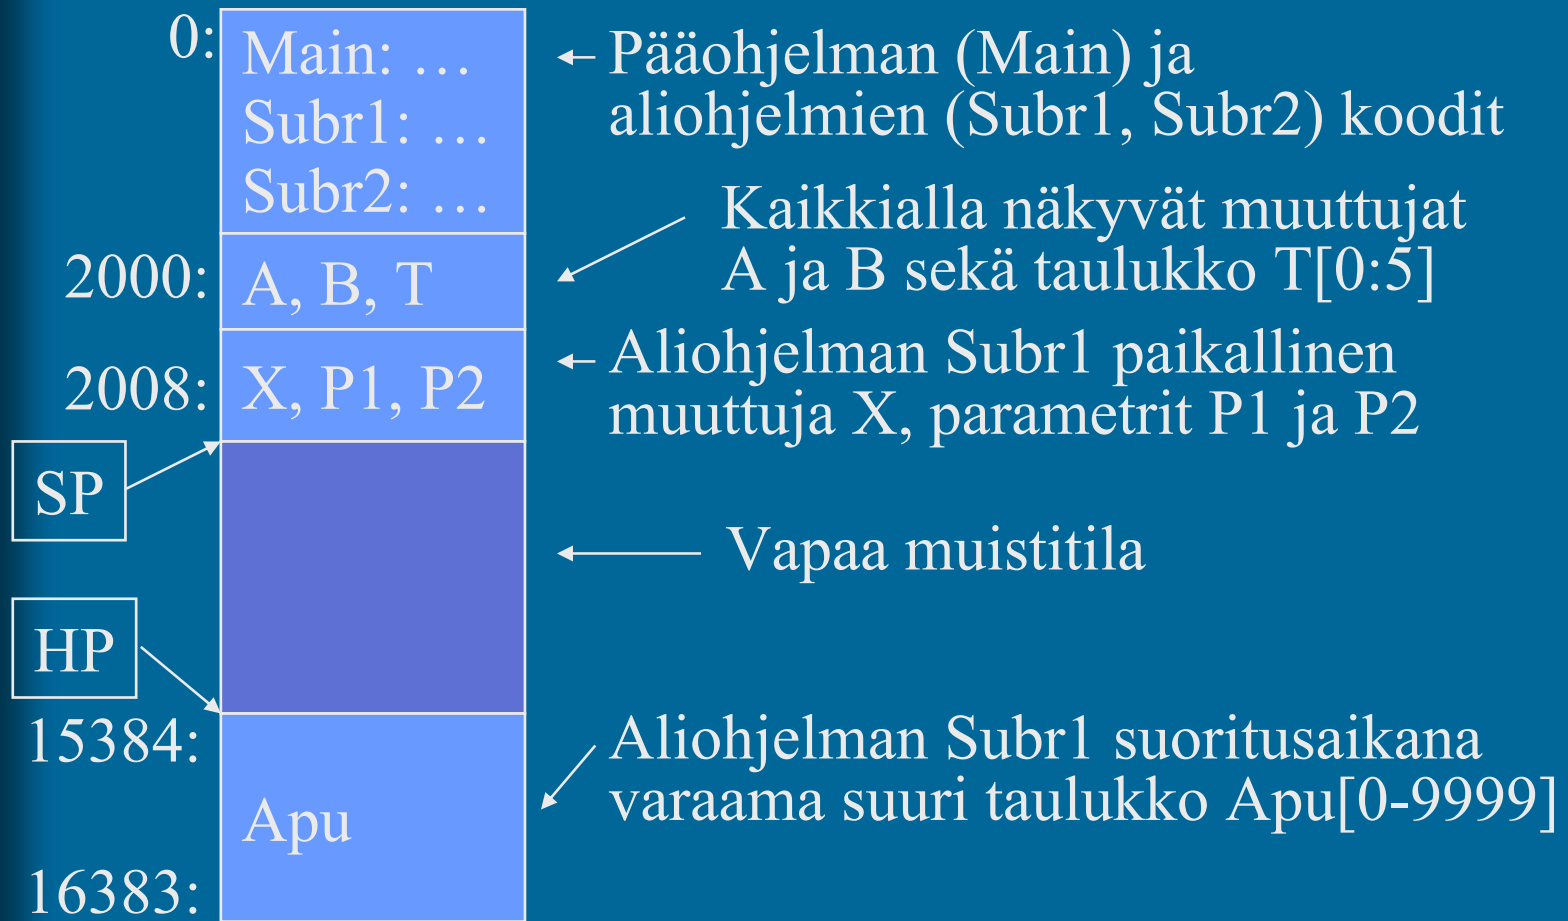 0:
Main: …
Subr1: …
Subr2: …
Pääohjelman (Main) ja
aliohjelmien (Subr1, Subr2) koodit
2000:
A, B, T
Kaikkialla näkyvät muuttujat
A ja B sekä taulukko T[0:5]
2008:
X, P1, P2
Aliohjelman Subr1 paikallinen
muuttuja X, parametrit P1 ja P2
SP
Vapaa muistitila
HP
15384:
Apu
Aliohjelman Subr1 suoritusaikana
varaama suuri taulukko Apu[0-9999]
16383: